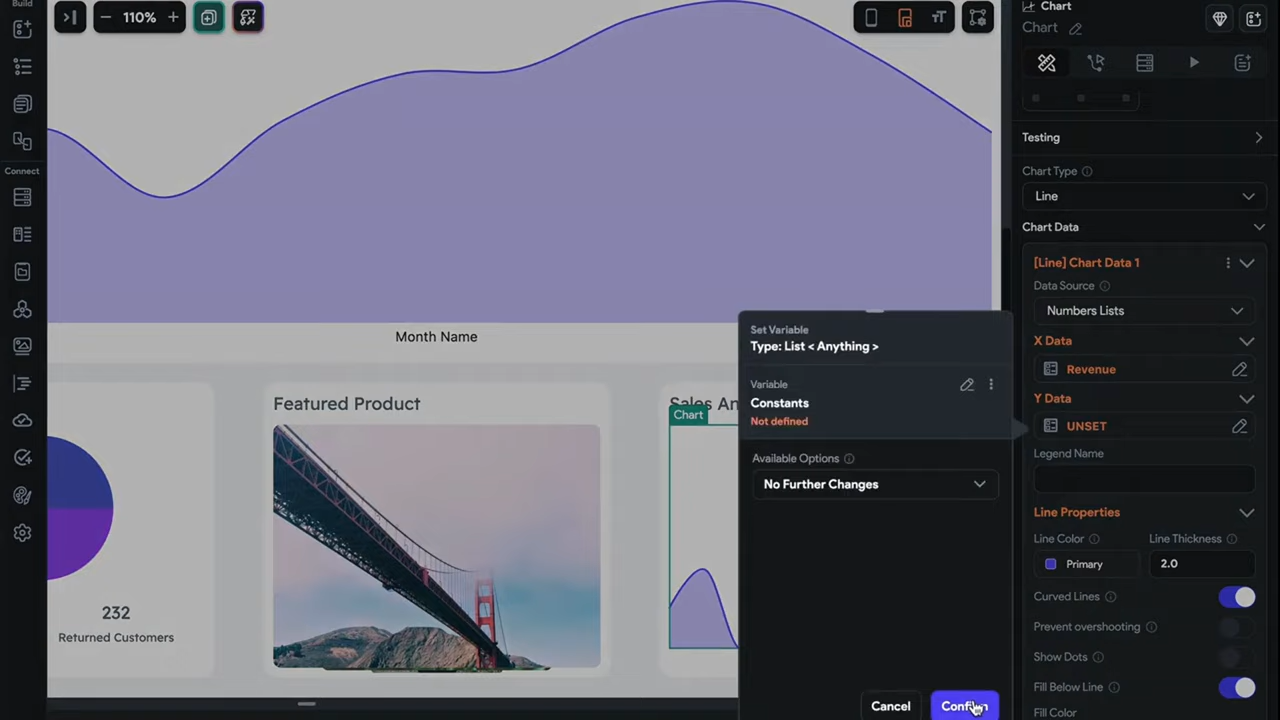 Build
110%
Chart
Chart
Testing
Chart Type
Line
Chart Data
[Line] Chart Data 1
Data Source
Numbers Lists
X Data
Revenue
Y Data
UNSET
Legend Name
Line Properties
Line Color
Line Thickness
Primary
2.0
Curved Lines
Prevent overshooting
Show Dots
Fill Below Line
Fill Color
Connect
Month Name
Featured Product
Sales An
Chart
232
Returned Customers
Set Variable
Type: List < Anything >
Variable
Constants
Not defined
Available Options
No Further Changes
Cancel
Confirm